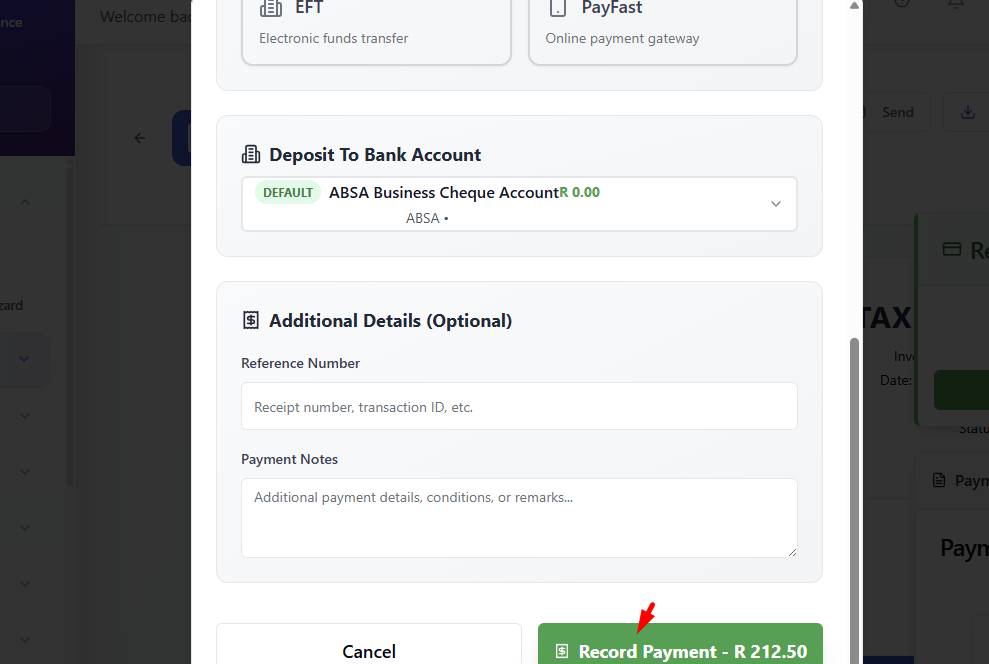 nce
Welcome bac
EFT
PayFast
Electronic funds transfer
Online payment gateway
Send
Deposit To Bank Account
DEFAULT ABSA Business Cheque Account R 0.00
ABSA •
Re
zard
TAX
Additional Details (Optional)
Inv
Reference Number
Date:
Receipt number, transaction ID, etc.
Statu
Payment Notes
Paym
Additional payment details, conditions, or remarks...
Paym
Cancel
Record Payment - R 212.50